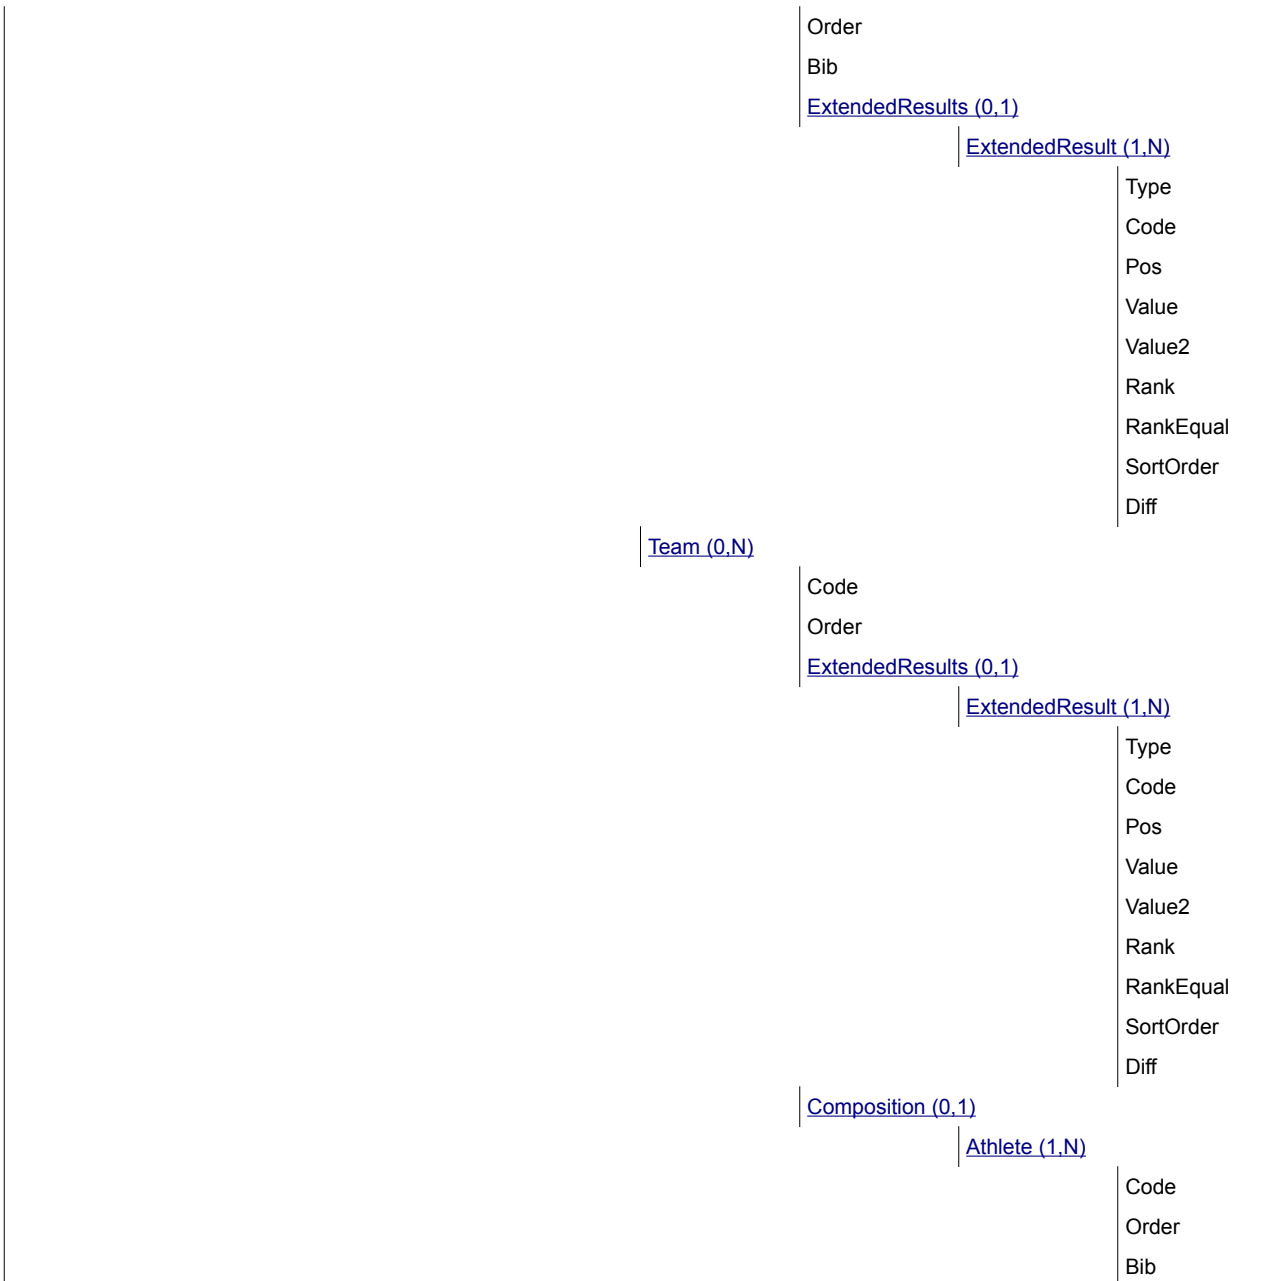 Order
Bib
ExtendedResults (0,1)
ExtendedResult (1,N)
Type
Code
Pos
Value
Value2
Rank
RankEqual
SortOrder
Diff
Team (0,N)
Code
Order
ExtendedResults (0,1)
ExtendedResult (1,N)
Type
Code
Pos
Value
Value2
Rank
RankEqual
SortOrder
Diff
Composition (0,1)
Athlete (1,N)
Code
Order
Bib